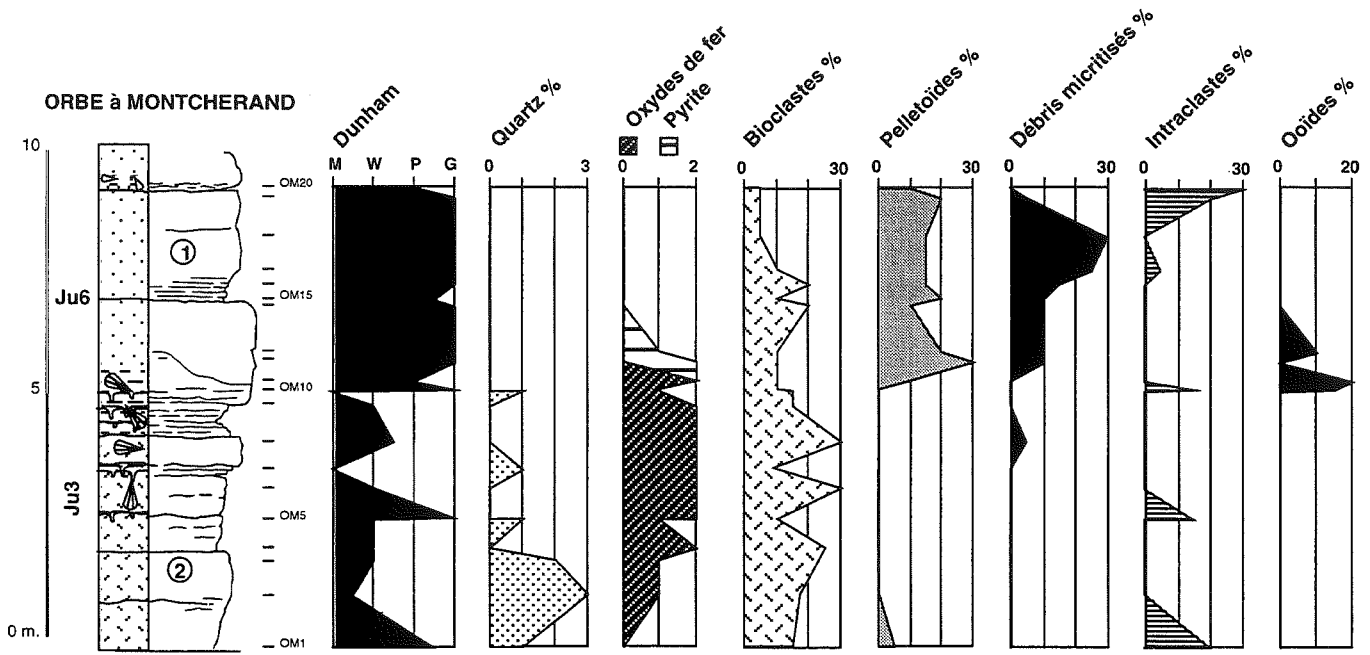 ORBE à MONTCHERAND
Dunham
Quartz %
Oxydes de fer
Pyrite
Bioclastes %
Pelletoïdes %
Débris micritisés %
Intraclastes %
Ooïdes %
10
M W P G
0 3
0 2
0 30
0 30
0 30
0 30
0 20
OM20
1
Ju6
OM15
5
OM10
Ju3
OM5
2
0 m.
OM1